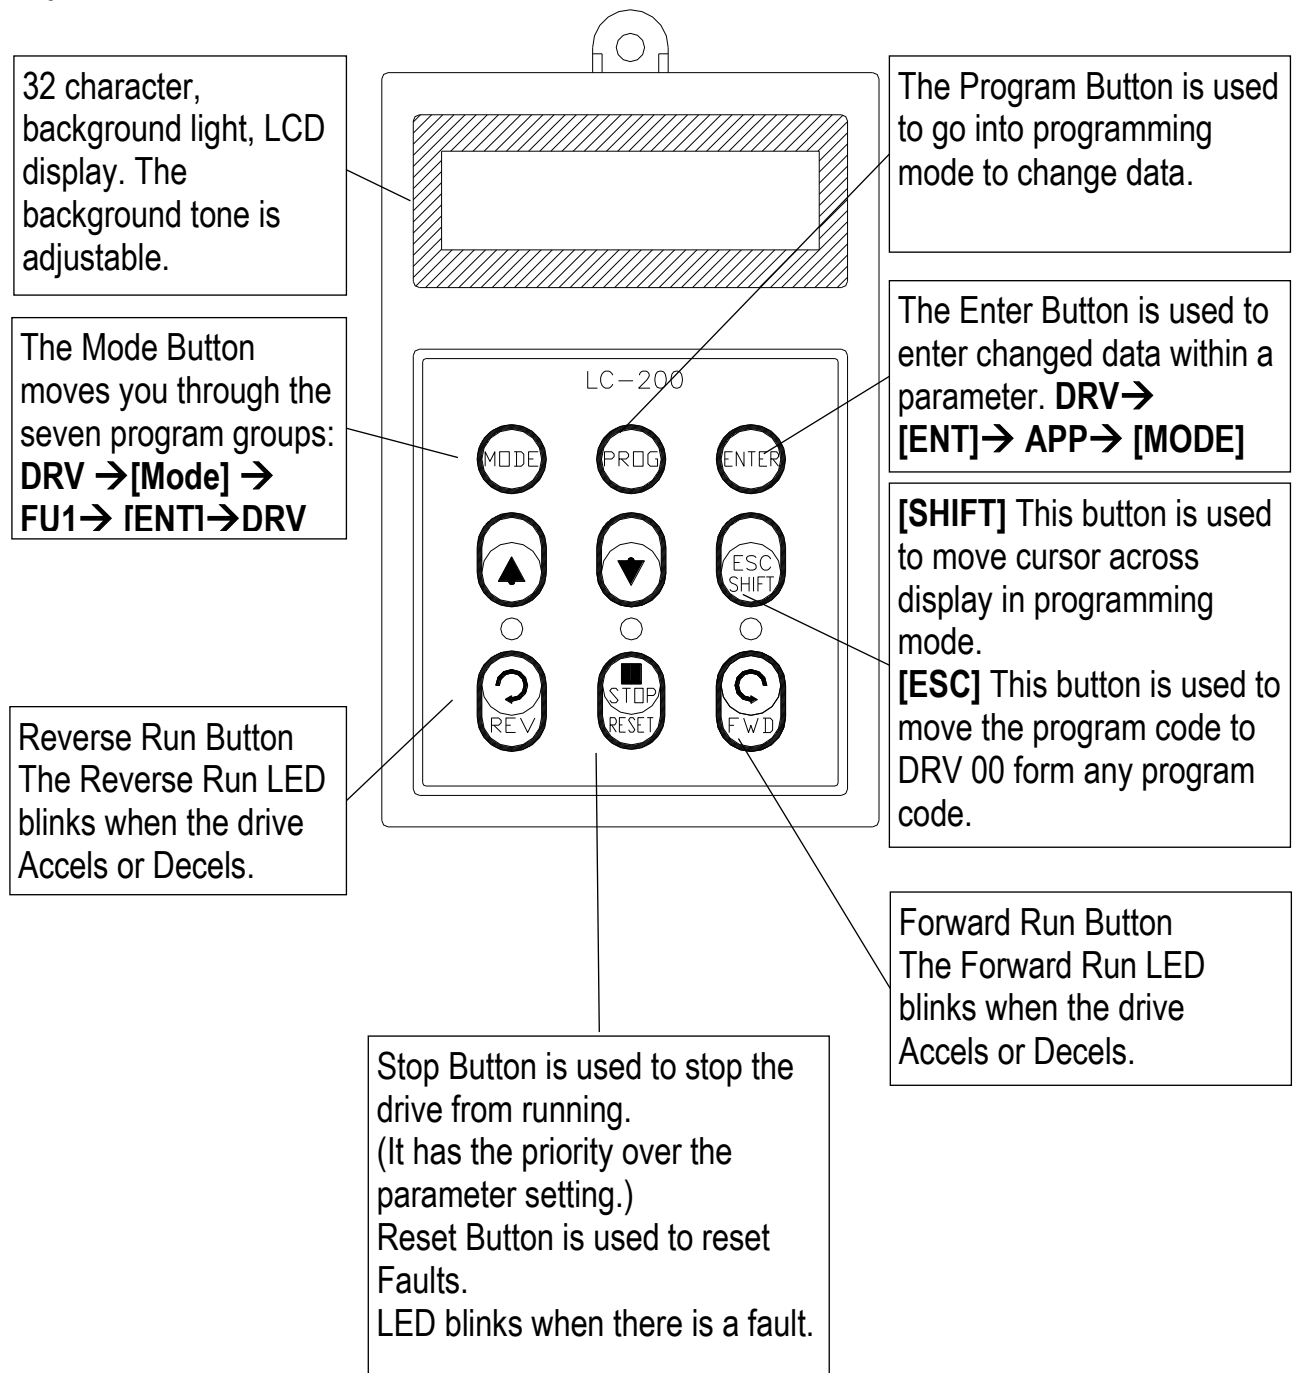 32 character,
background light, LCD
display. The
background tone is
adjustable.
The Program Button is used
to go into programming
mode to change data.
The Mode Button
moves you through the
seven program groups:
DRV →[Mode] →
FU1→ [ENT]→DRV
The Enter Button is used to
enter changed data within a
parameter. DRV→
[ENT]→ APP→ [MODE]
LC-200
MODE
PROG
ENTER
ESC
SHIFT
REV
STOP
RESET
FWD
[SHIFT] This button is used
to move cursor across
display in programming
mode.
[ESC] This button is used to
move the program code to
DRV 00 form any program
code.
Reverse Run Button
The Reverse Run LED
blinks when the drive
Accels or Decels.
Forward Run Button
The Forward Run LED
blinks when the drive
Accels or Decels.
Stop Button is used to stop the
drive from running.
(It has the priority over the
parameter setting.)
Reset Button is used to reset
Faults.
LED blinks when there is a fault.